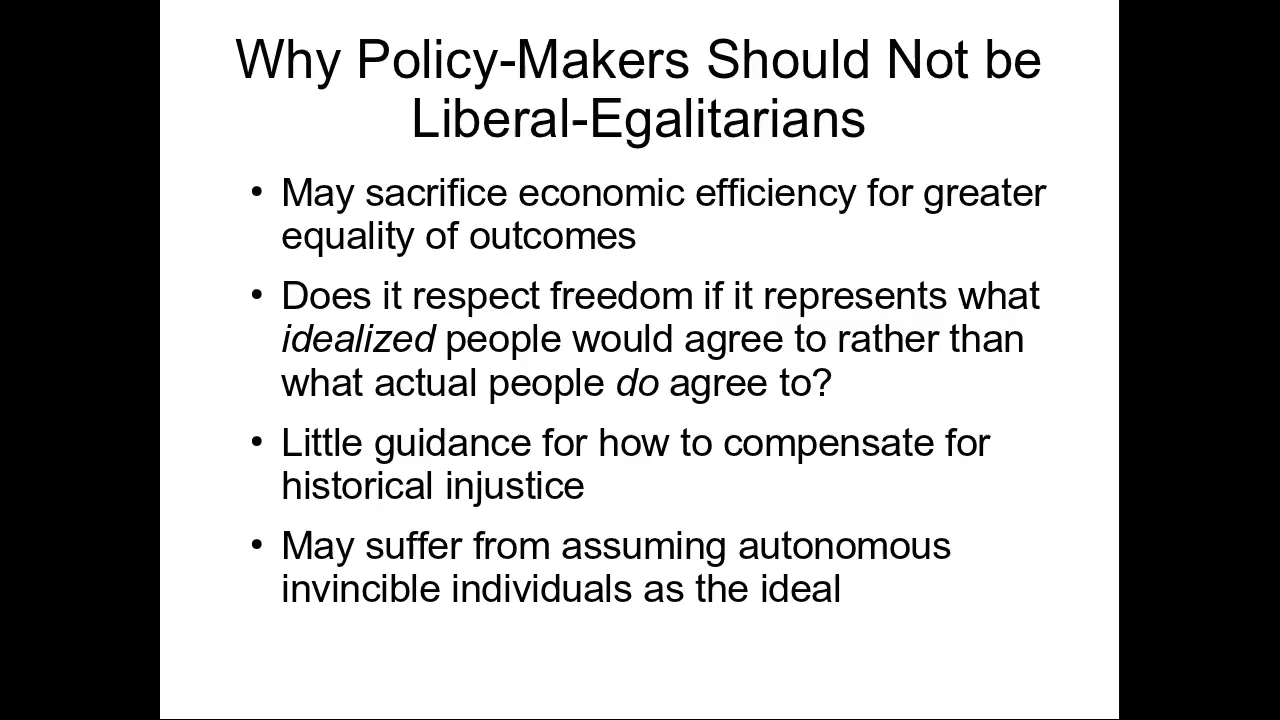 Why Policy-Makers Should Not be
Liberal-Egalitarians
• May sacrifice economic efficiency for greater
equality of outcomes
• Does it respect freedom if it represents what
idealized people would agree to rather than
what actual people do agree to?
• Little guidance for how to compensate for
historical injustice
• May suffer from assuming autonomous
invincible individuals as the ideal